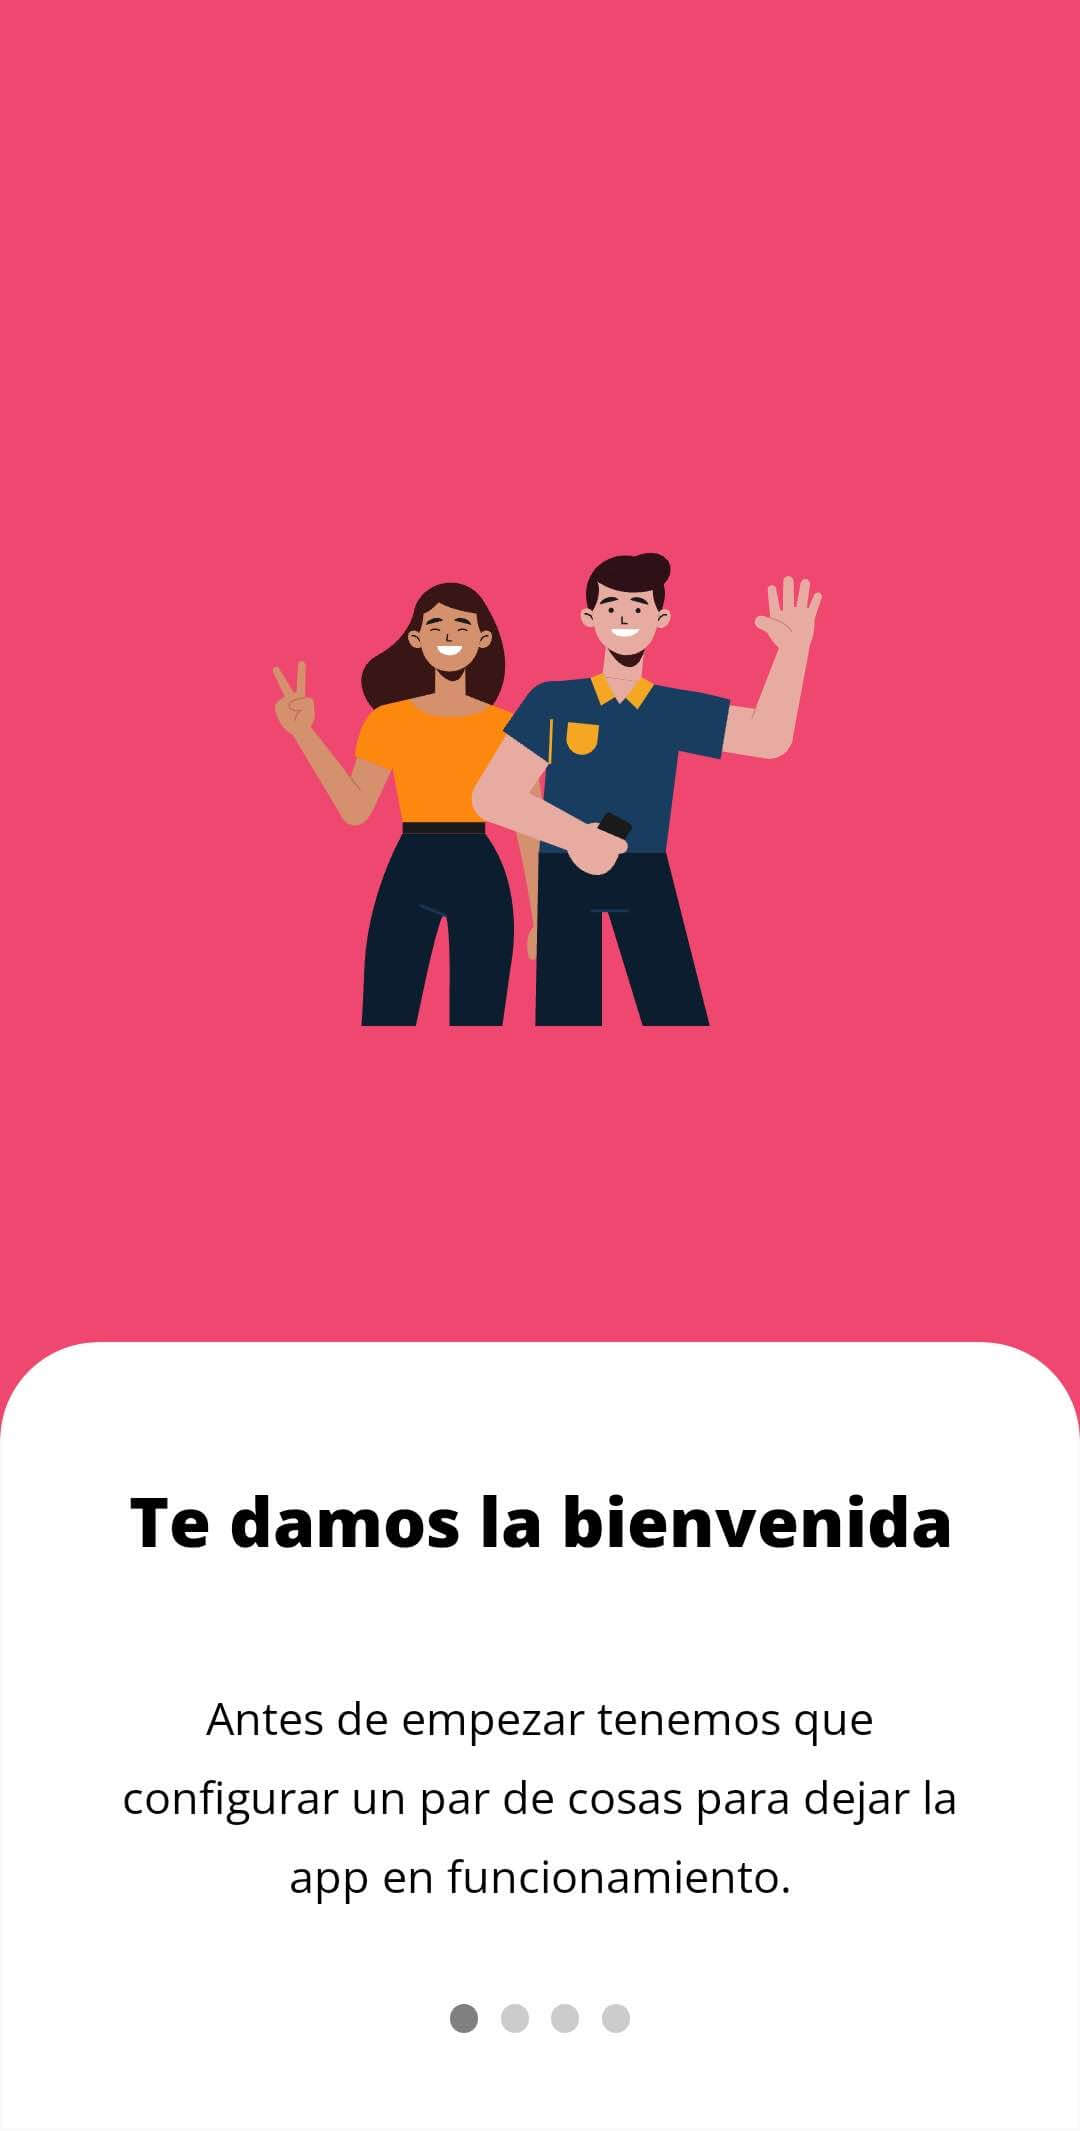 Te damos la bienvenida
Antes de empezar tenemos que
configurar un par de cosas para dejar la
app en funcionamiento.